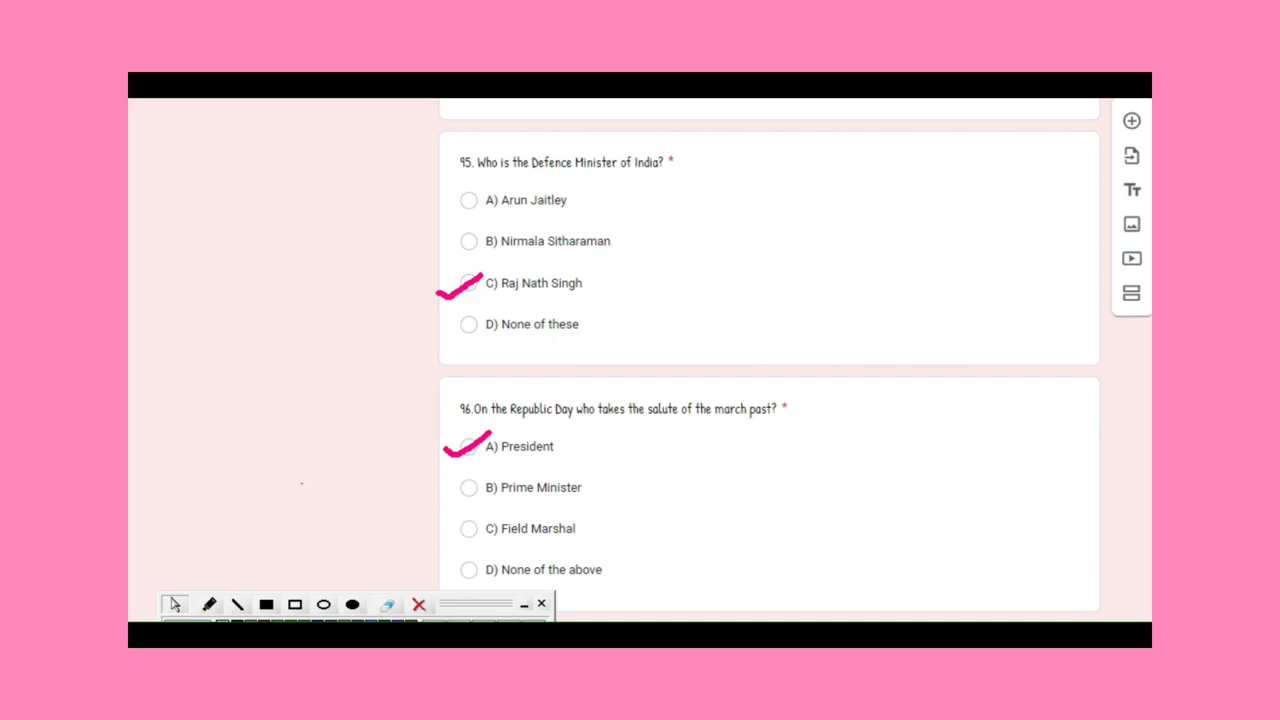 95. Who is the Defence Minister of India? *
A) Arun Jaitley
B) Nirmala Sitharaman
C) Raj Nath Singh
D) None of these
96.On the Republic Day who takes the salute of the march past? *
A) President
B) Prime Minister
C) Field Marshal
D) None of the above